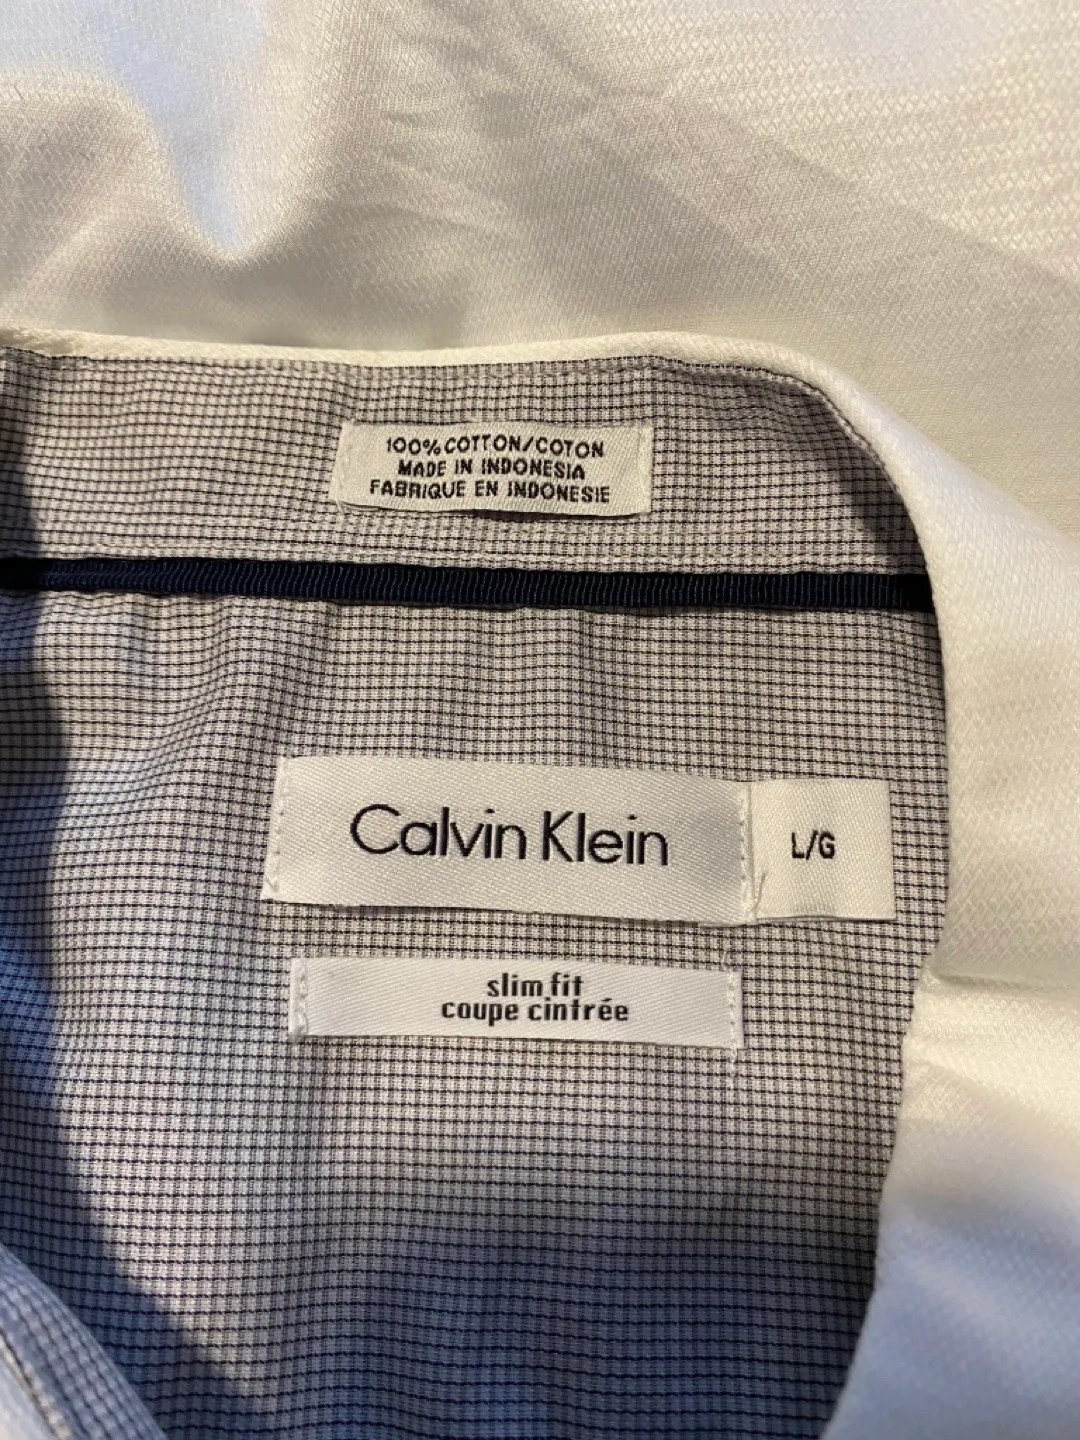 100% COTTON/COTON
MADE IN INDONESIA
FABRIQUE EN INDONESIE
Calvin Klein
L/G
slim fit
coupe cintrée